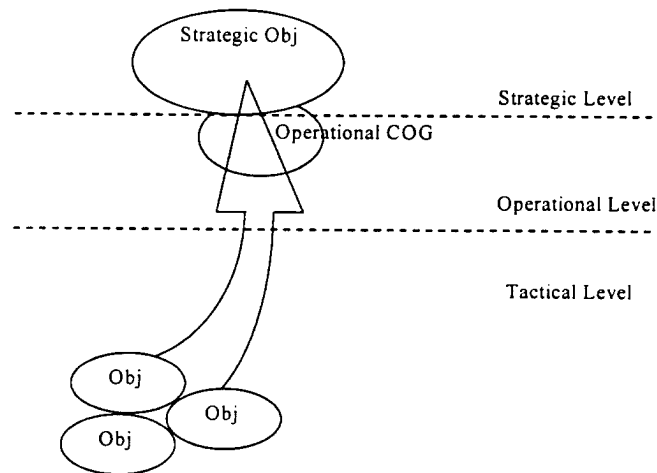 Strategic Obj
Strategic Level
Operational COG
Operational Level
Tactical Level
Obj
Obj
Obj